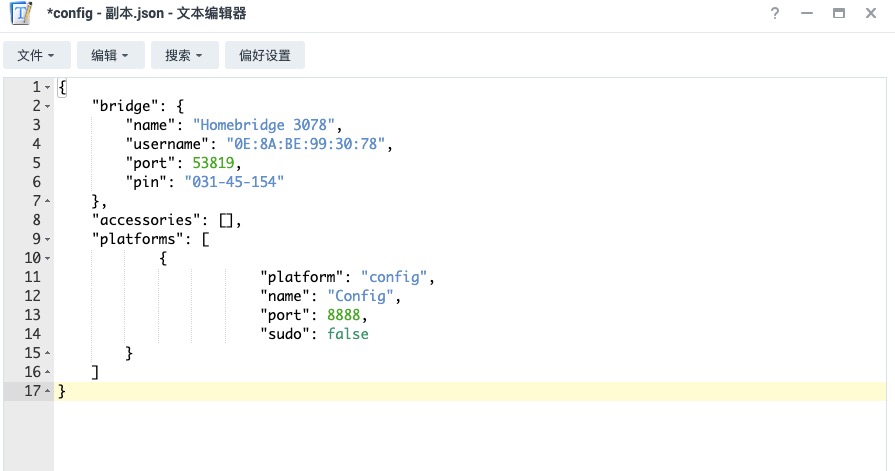 *config - 副本.json - 文本编辑器
文件 编辑 搜索 偏好设置
1 {
2 "bridge": {
3 "name": "Homebridge 3078",
4 "username": "0E:8A:BE:99:30:78",
5 "port": 53819,
6 "pin": "031-45-154"
7 },
8 "accessories": [],
9 "platforms": [
10 {
11 "platform": "config",
12 "name": "Config",
13 "port": 8888,
14 "sudo": false
15 }
16 ]
17 }